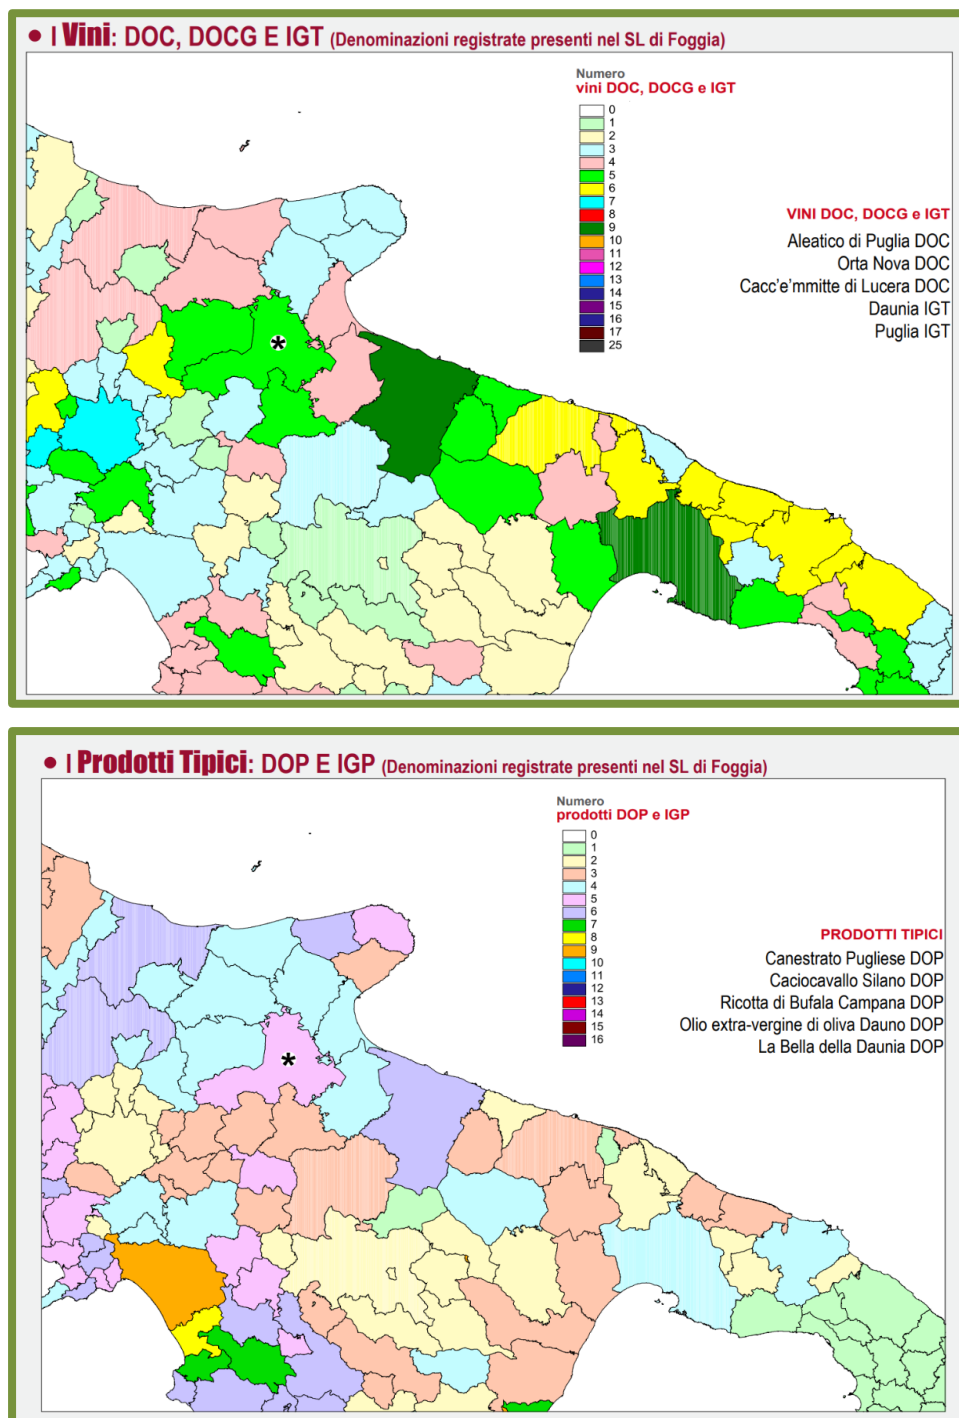 • I Vini: DOC, DOCG E IGT (Denominazioni registrate presenti nel SL di Foggia)
Numero
vini DOC, DOCG e IGT
0
1
2
3
4
5
6
7
8
9
10
11
12
13
14
15
16
17
25
VINI DOC, DOCG e IGT
Aleatico di Puglia DOC
Orta Nova DOC
Cacc'e'mmitte di Lucera DOC
Daunia IGT
Puglia IGT
*
• I Prodotti Tipici: DOP E IGP (Denominazioni registrate presenti nel SL di Foggia)
Numero
prodotti DOP e IGP
0
1
2
3
4
5
6
7
8
9
10
11
12
13
14
15
16
PRODOTTI TIPICI
Canestrato Pugliese DOP
Caciocavallo Silano DOP
Ricotta di Bufala Campana DOP
Olio extra-vergine di oliva Dauno DOP
La Bella della Daunia DOP
*